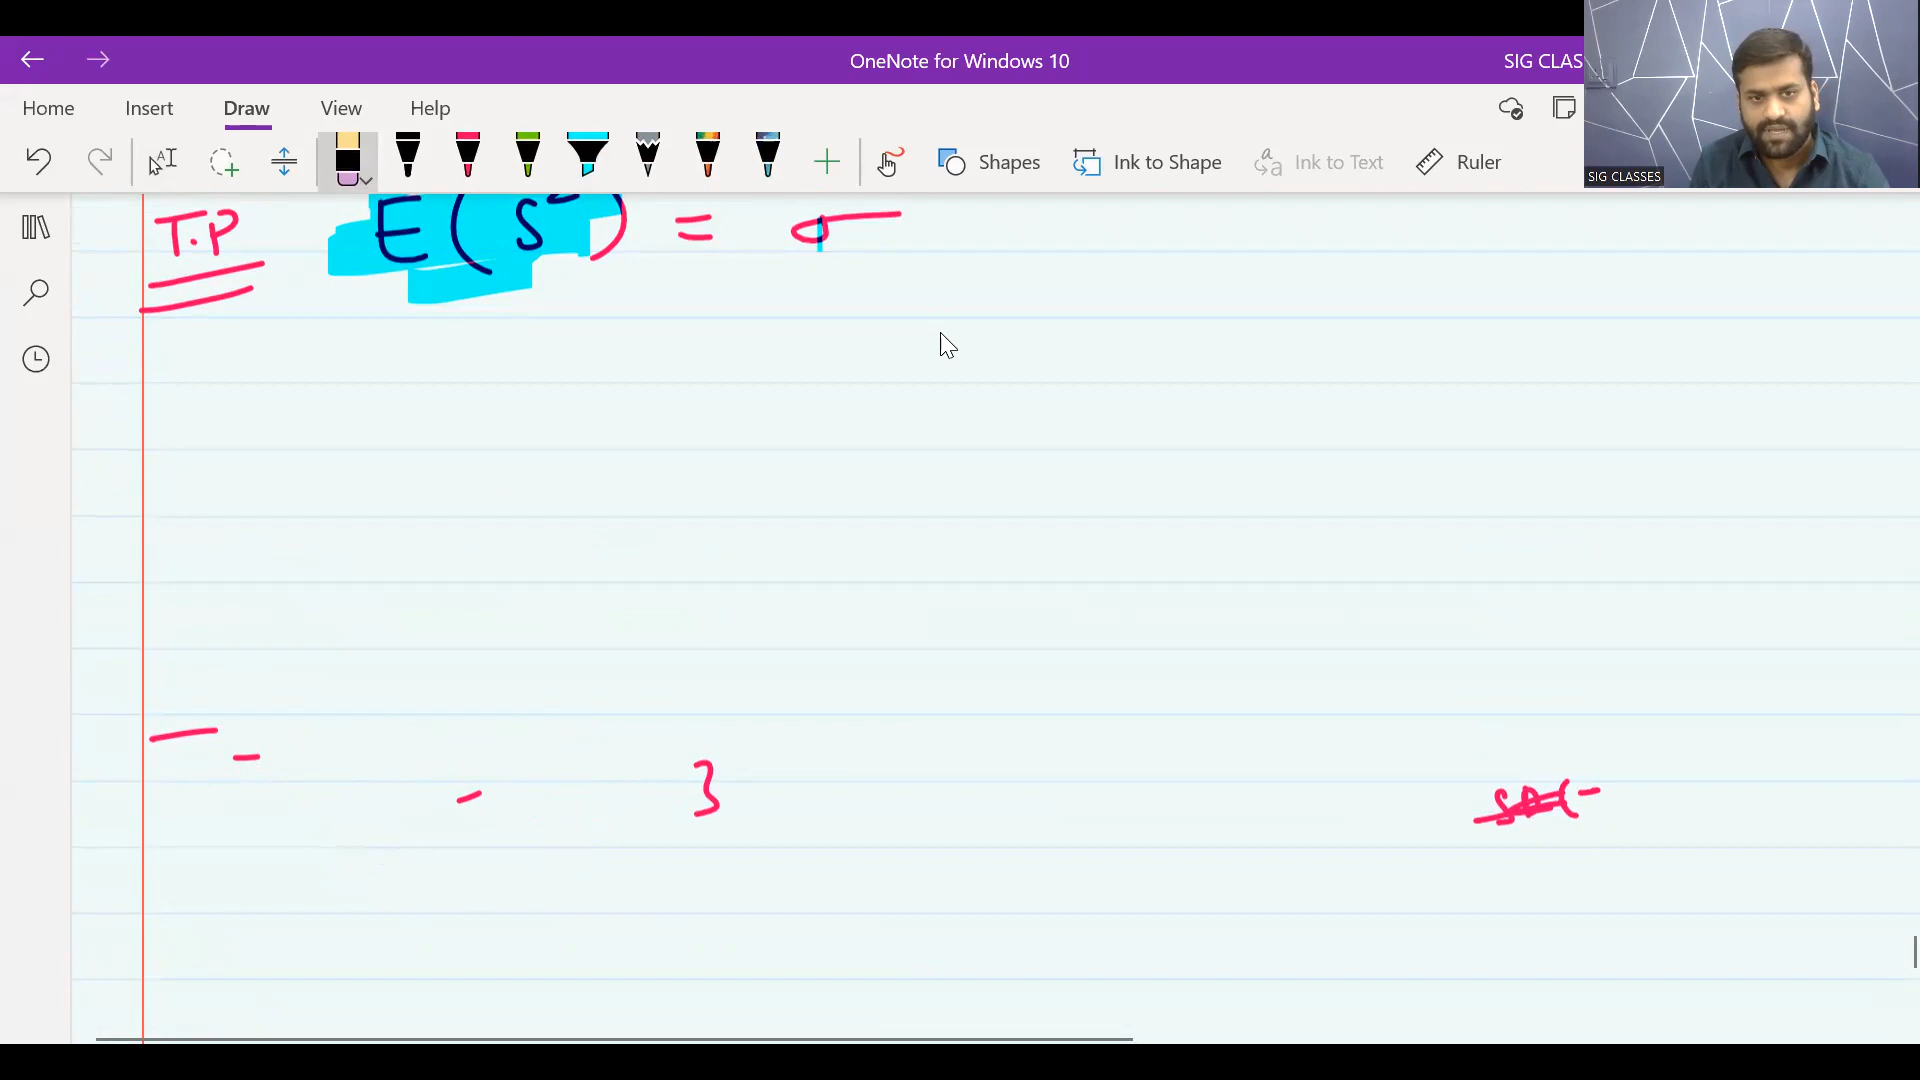 OneNote for Windows 10
SIG CLAS
Home Insert Draw View Help
Shapes Ink to Shape Ink to Text Ruler
SIG CLASSES
T.P E(S²) = σ